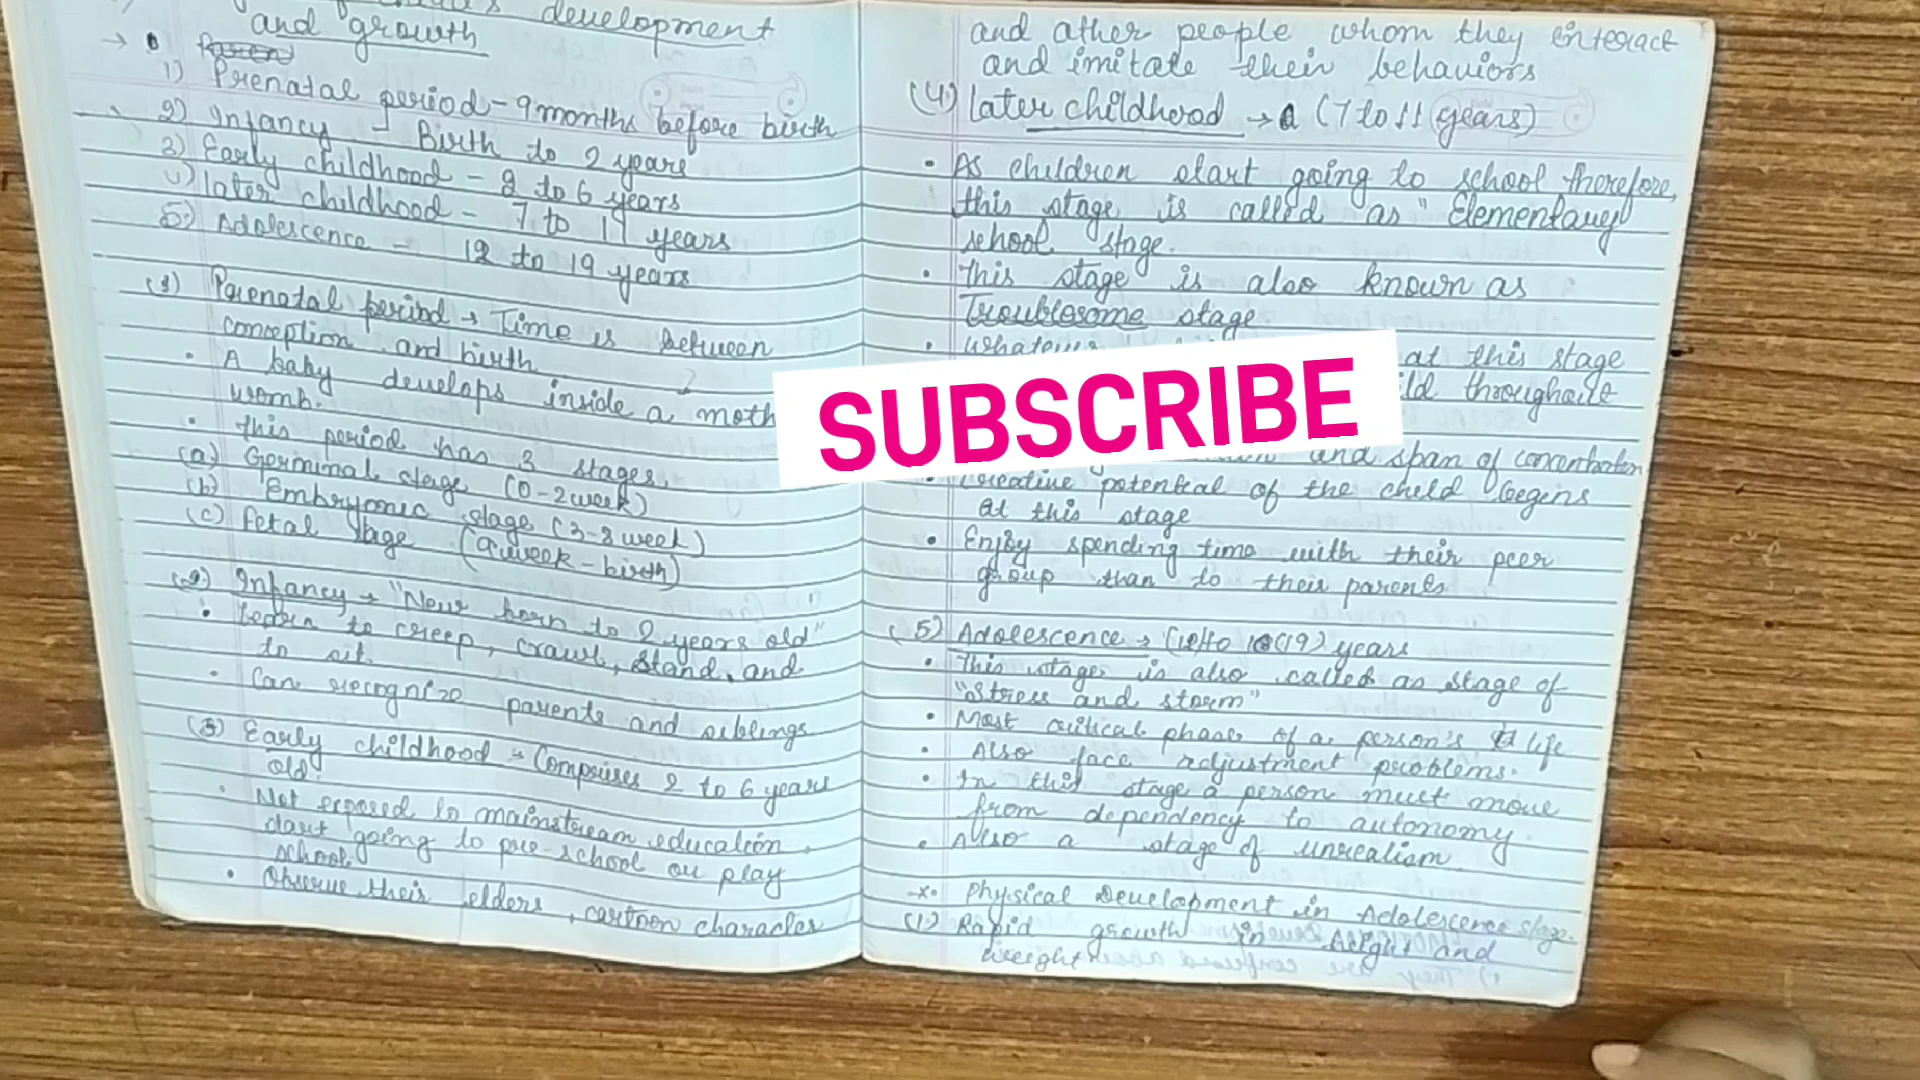 development
and growth
→ •
1) Prenatal period - 9 months before birth
2) Infancy - Birth to 2 years
3) Early childhood - 2 to 6 years
4) later childhood - 7 to 11 years
5) Adolescence - 12 to 19 years
(1) Prenatal period → Time is between
conception and birth
• A baby develops inside a moth
womb.
• this period has 3 stages.
(a) Germinal stage (0-2 week)
(b) Embryonic stage (3-8 week)
(c) Fetal stage (9 week - birth)
(2) Infancy → "New born to 2 years old"
• learn to creep, crawl, stand, and
to sit.
• Can recognize parents and siblings
(3) Early childhood → Comprises 2 to 6 years
old.
• Not exposed to mainstream education,
start going to pre-school or play
school.
• Observe their elders, cartoon character
and other people whom they interact
and imitate their behaviors
(4) later childhood → (7 to 11 years)
• As children start going to school therefore,
this stage is called as "Elementary
school stage.
• this stage is also known as
Troublesome stage.
• whatever at this stage
throughout
SUBSCRIBE
and span of concentration
• Creative potential of the child begins
at this stage
• Enjoy spending time with their peer
group than to their parents
(5) Adolescence → (12 to 19) years
• This stage is also called as stage of
"stress and storm"
• Most critical phase of a person's life
• Also face adjustment problems.
• In this stage a person must move
from dependency to autonomy.
• Also a stage of unrealism
-x• Physical Development in Adolescence stage.
(1.) Rapid growth in height and
weight